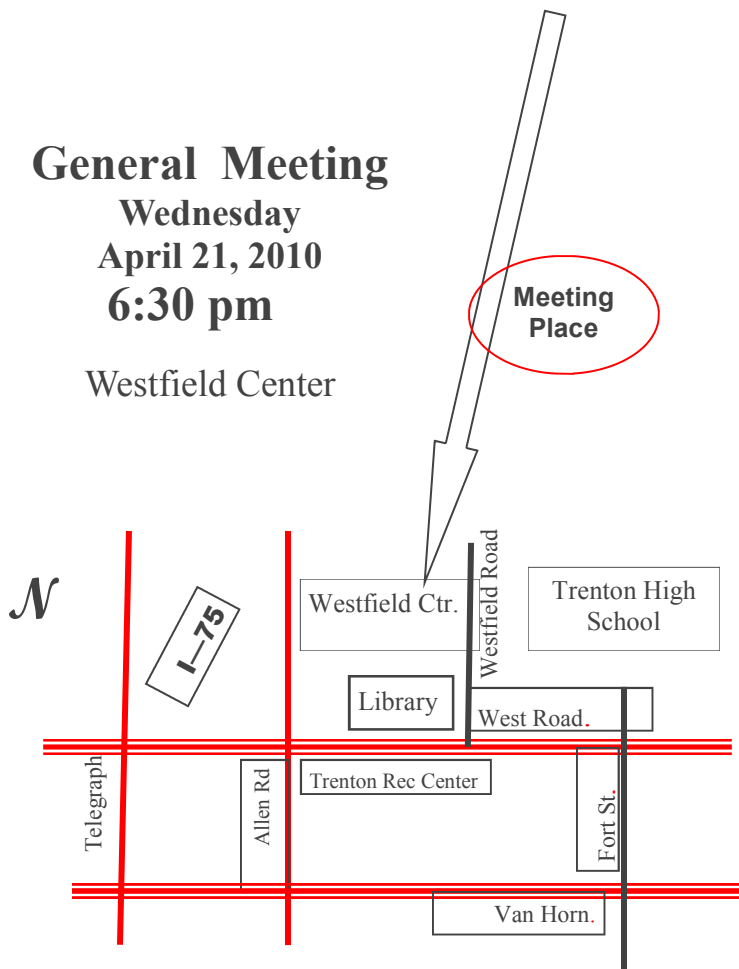 General Meeting
Wednesday
April 21, 2010
6:30 pm
Westfield Center
Meeting
Place
N
I—75
Westfield Ctr.
Westfield Road
Trenton High
School
Library
West Road.
Telegraph
Allen Rd
Trenton Rec Center
Fort St.
Van Horn.